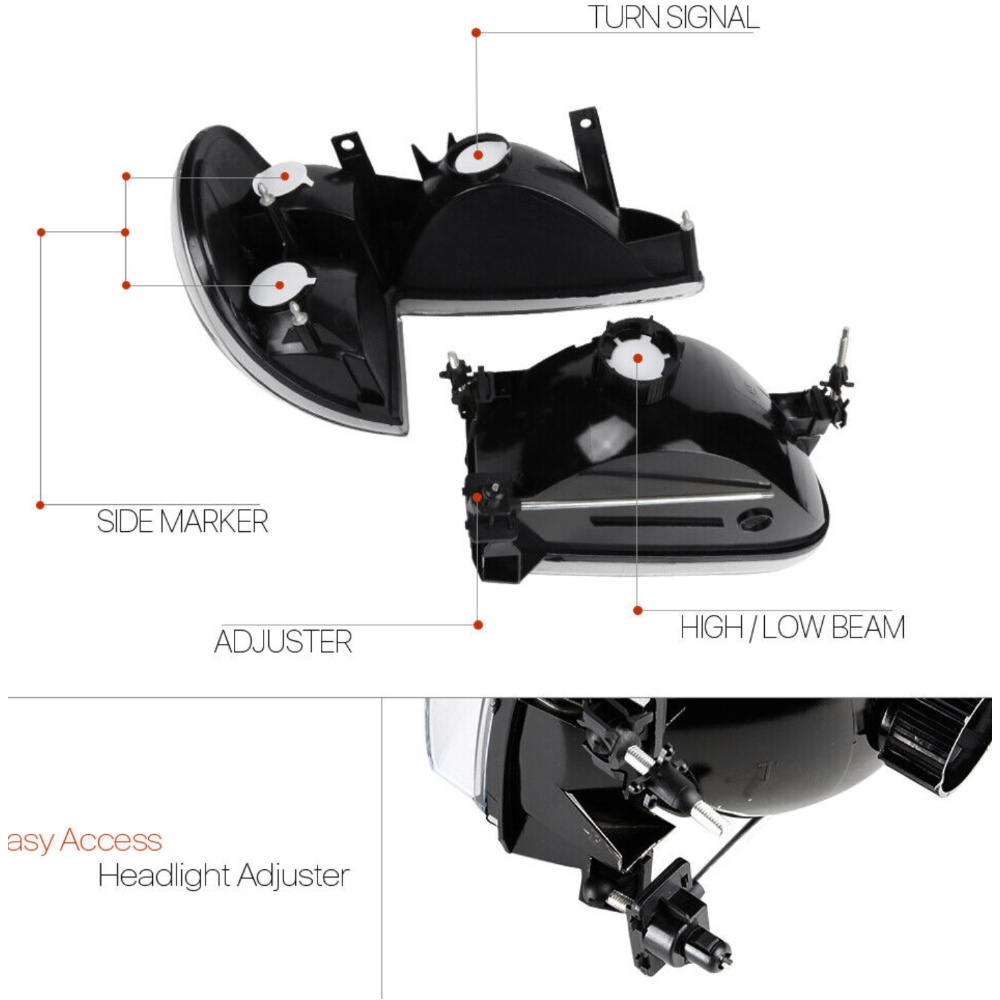 TURN SIGNAL
SIDE MARKER
ADJUSTER
HIGH / LOW BEAM
asy Access
Headlight Adjuster